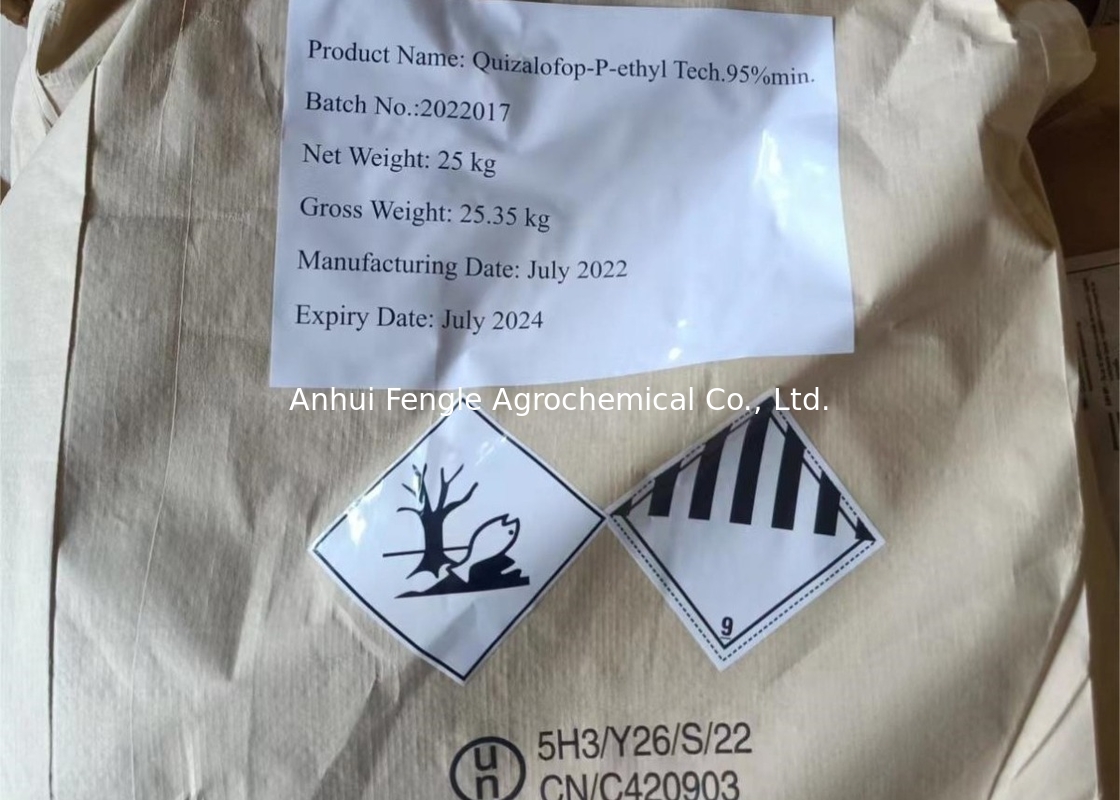 Product Name: Quizalofop-P-ethyl Tech.95%min.
Batch No.:2022017
Net Weight: 25 kg
Gross Weight: 25.35 kg
Manufacturing Date: July 2022
Expiry Date: July 2024
Anhui Fengle Agrochemical Co., Ltd.
9
un
5H3/Y26/S/22
CN/C420903